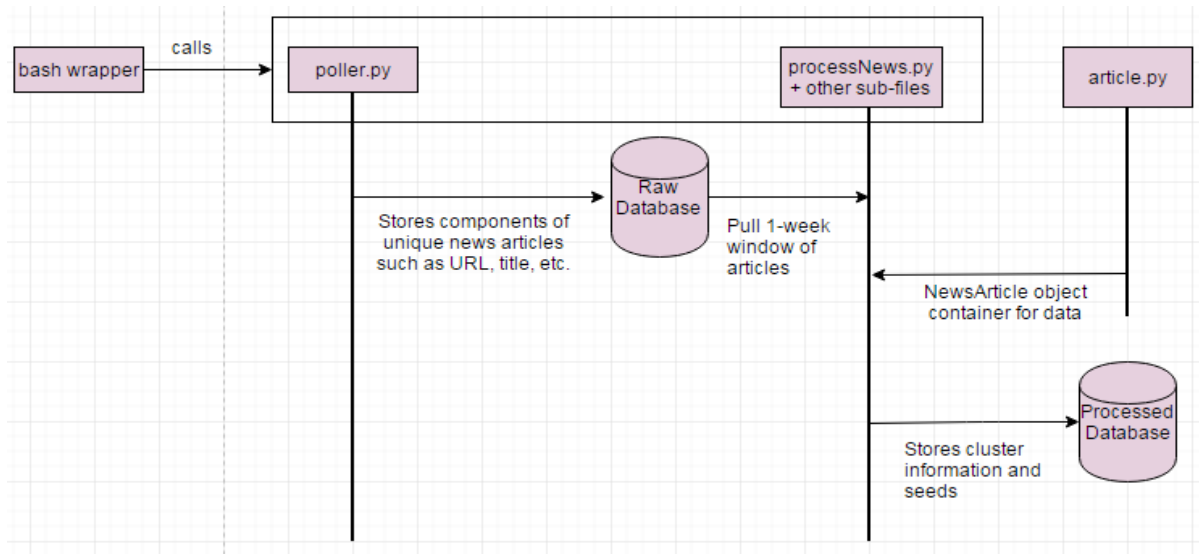 calls
bash wrapper
poller.py
processNews.py
+ other sub-files
article.py
Raw
Database
Stores components of
unique news articles
such as URL, title, etc.
Pull 1-week
window of
articles
NewsArticle object
container for data
Processed
Database
Stores cluster
information and
seeds